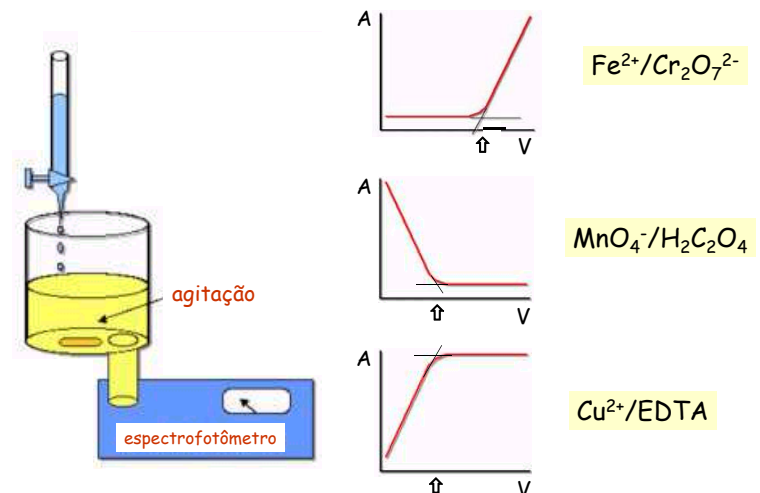 A
V
Fe²⁺/Cr₂O₇²⁻
A
V
MnO₄⁻/H₂C₂O₄
agitação
A
V
Cu²⁺/EDTA
espectrofotômetro